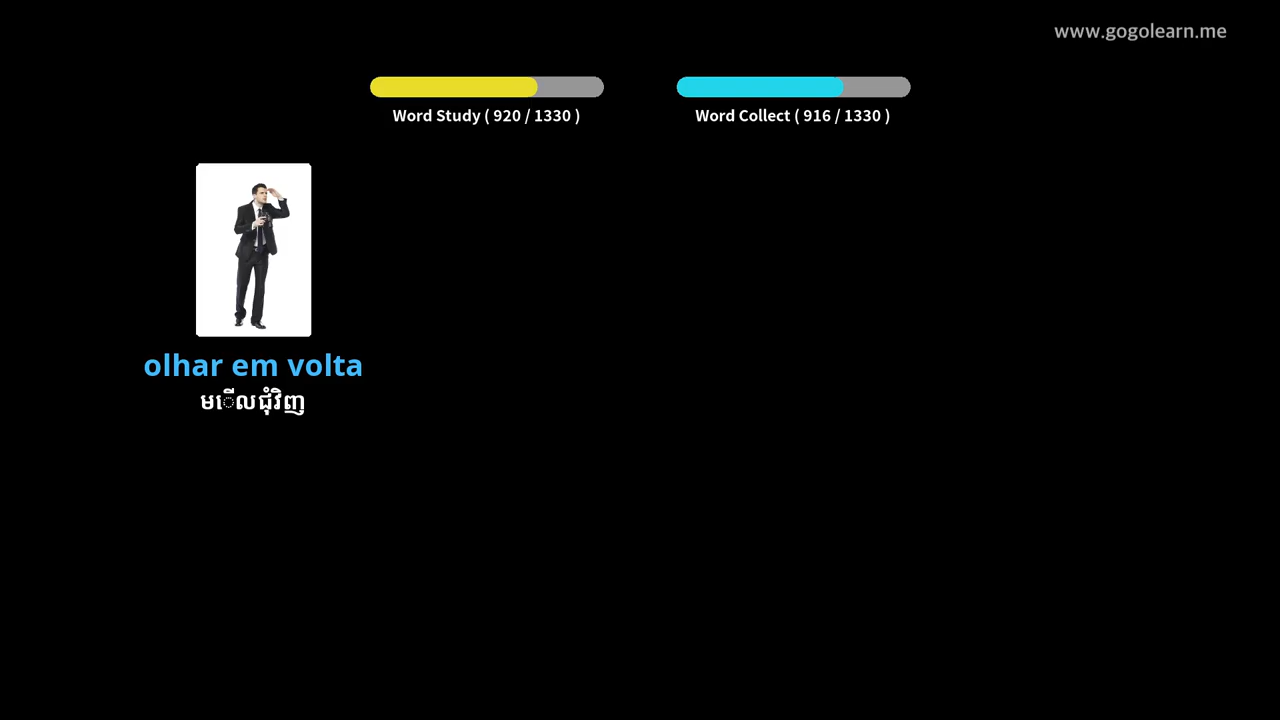 www.gogolearn.me
Word Study ( 920 / 1330 )
Word Collect ( 916 / 1330 )
olhar em volta
មើលជុំវិញ